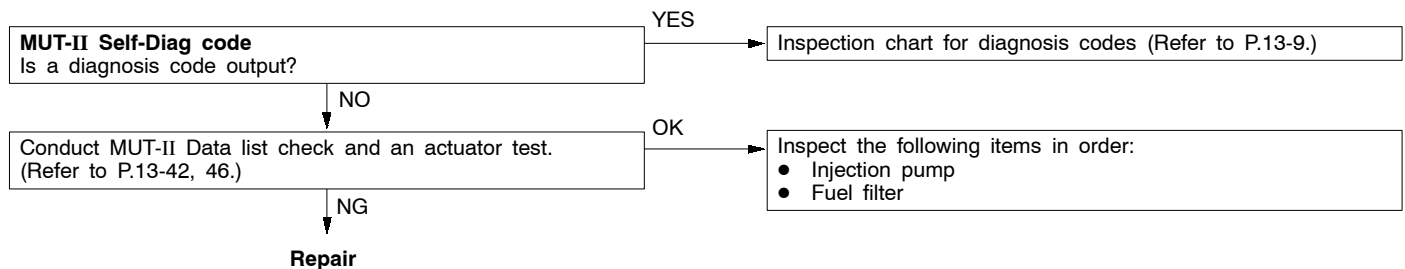 YES
MUT-II Self-Diag code
Is a diagnosis code output?
Inspection chart for diagnosis codes (Refer to P.13-9.)
NO
OK
Conduct MUT-II Data list check and an actuator test.
(Refer to P.13-42, 46.)
Inspect the following items in order:
● Injection pump
● Fuel filter
NG
Repair